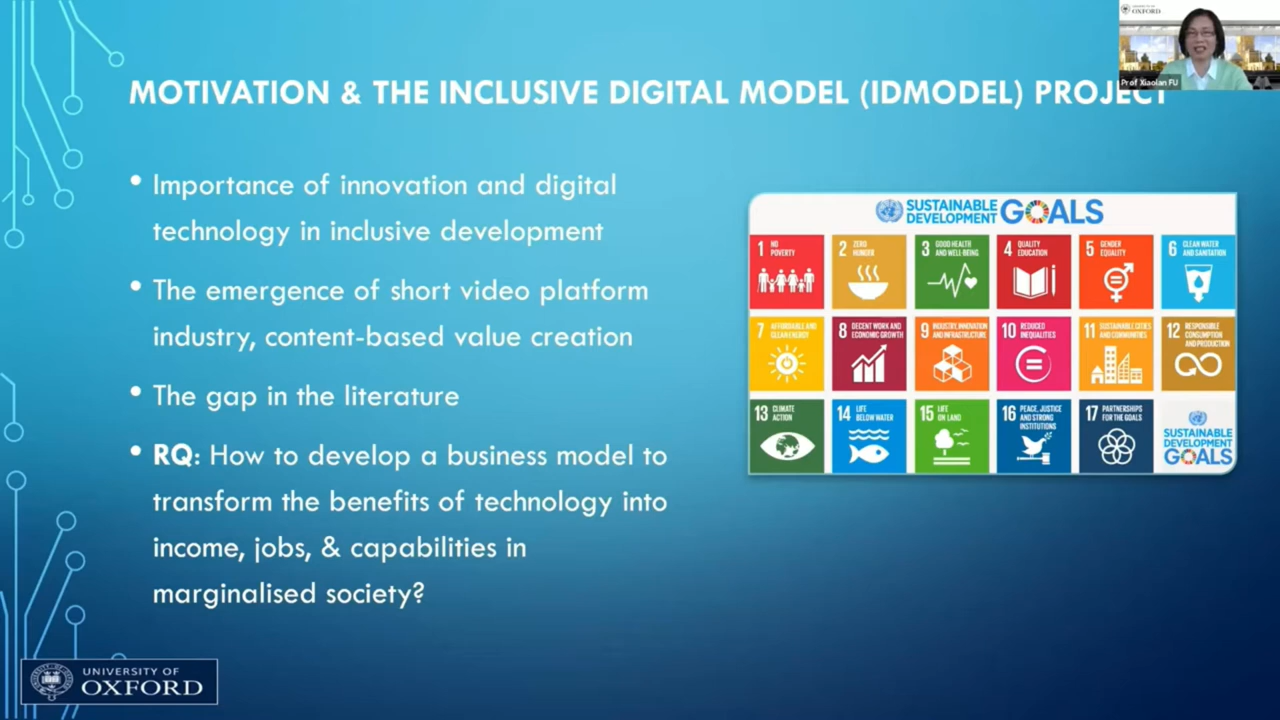 UNIVERSITY OF
OXFORD
Prof Xiaolan FU
MOTIVATION & THE INCLUSIVE DIGITAL MODEL (IDMODEL) PROJECT
• Importance of innovation and digital
technology in inclusive development
• The emergence of short video platform
industry, content-based value creation
• The gap in the literature
• RQ: How to develop a business model to
transform the benefits of technology into
income, jobs, & capabilities in
marginalised society?
SUSTAINABLE
DEVELOPMENT GOALS
1 NO
POVERTY
2 ZERO
HUNGER
3 GOOD HEALTH
AND WELL-BEING
4 QUALITY
EDUCATION
5 GENDER
EQUALITY
6 CLEAN WATER
AND SANITATION
7 AFFORDABLE AND
CLEAN ENERGY
8 DECENT WORK AND
ECONOMIC GROWTH
9 INDUSTRY, INNOVATION
AND INFRASTRUCTURE
10 REDUCED
INEQUALITIES
11 SUSTAINABLE CITIES
AND COMMUNITIES
12 RESPONSIBLE
CONSUMPTION
AND PRODUCTION
13 CLIMATE
ACTION
14 LIFE
BELOW WATER
15 LIFE
ON LAND
16 PEACE, JUSTICE
AND STRONG
INSTITUTIONS
17 PARTNERSHIPS
FOR THE GOALS
SUSTAINABLE
DEVELOPMENT
GOALS
UNIVERSITY OF
OXFORD